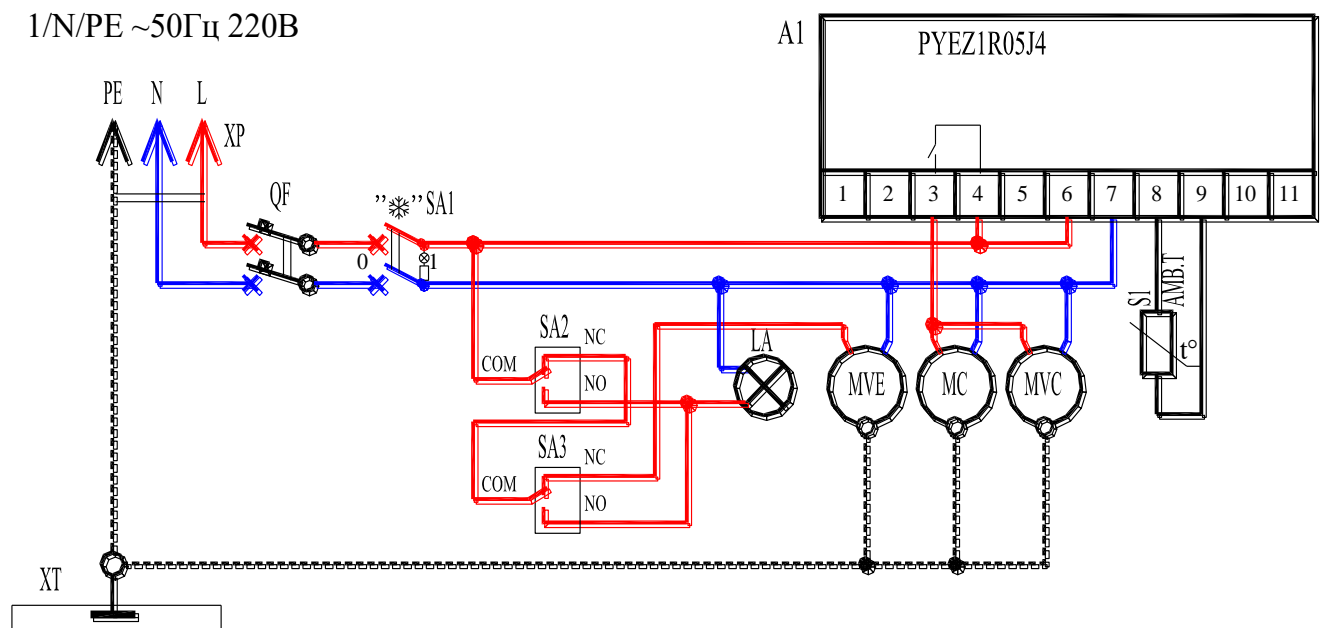 1/N/PE ~50Гц 220В
A1
PYEZ1R05J4
PE N L
XP
1 2 3 4 5 6 7 8 9 10 11
QF
"❄" SA1
0 1
S1
AMB.T
t°
SA2
NC
COM
NO
LA
MVE
MC
MVC
SA3
NC
COM
NO
XT